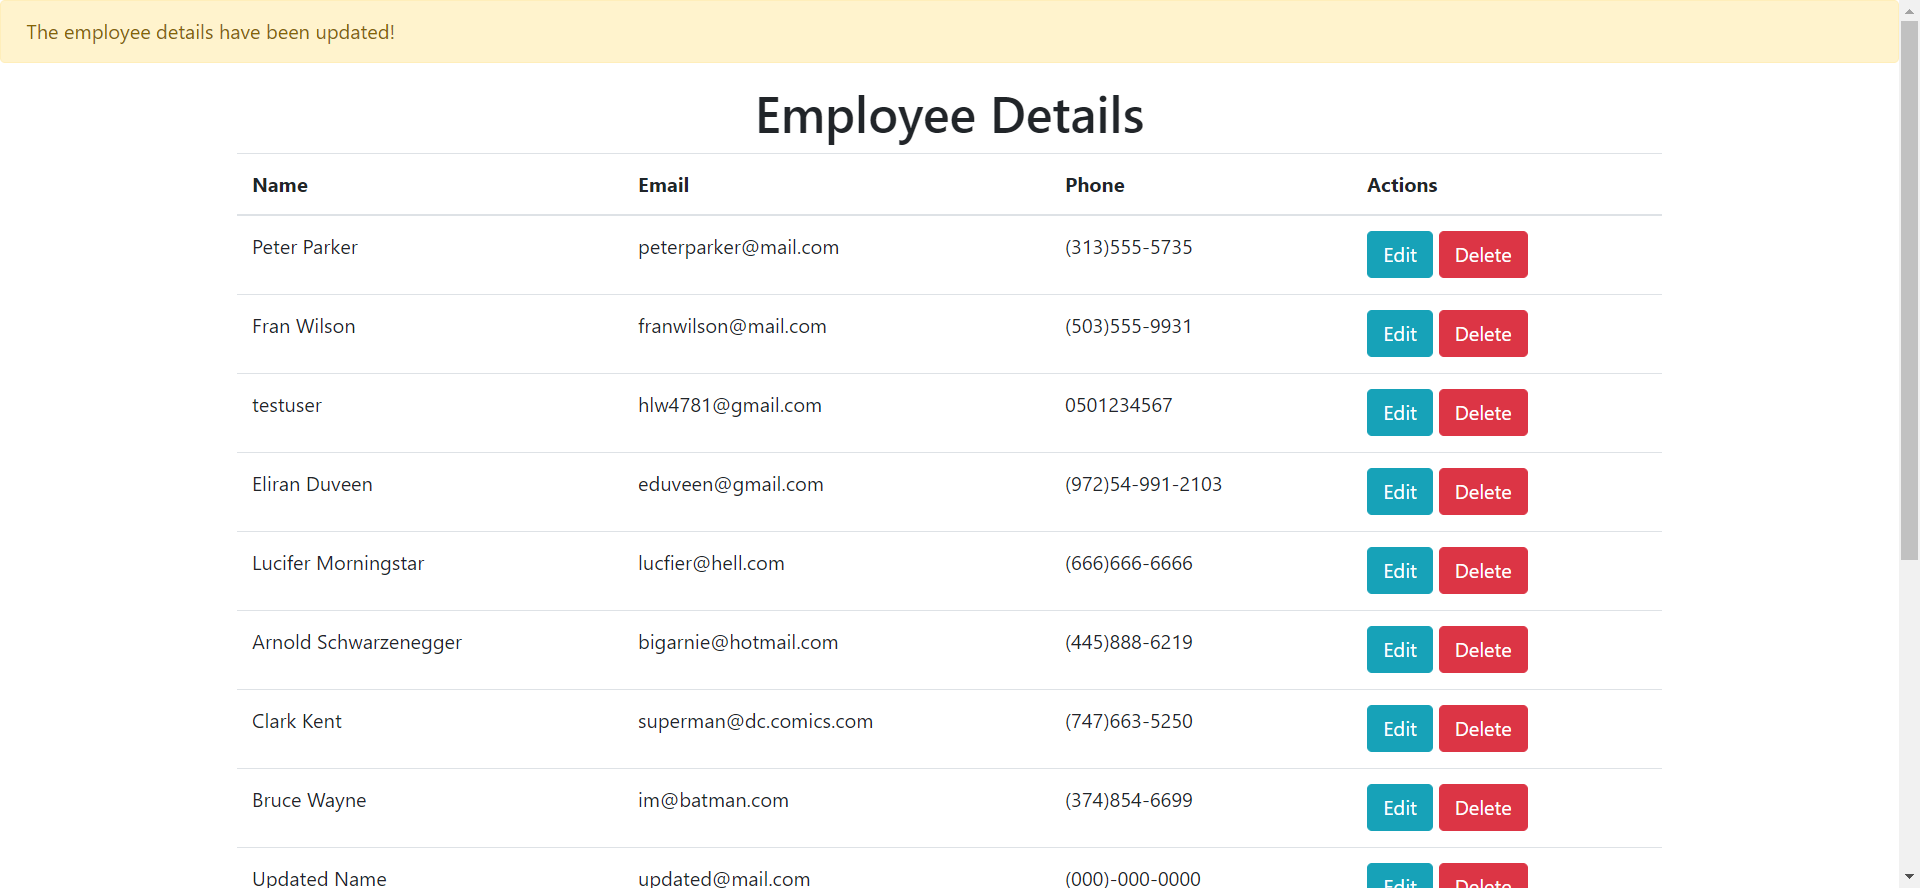 The employee details have been updated!
Employee Details
Name Email Phone Actions
Peter Parker peterparker@mail.com (313)555-5735 Edit Delete
Fran Wilson franwilson@mail.com (503)555-9931 Edit Delete
testuser hlw4781@gmail.com 0501234567 Edit Delete
Eliran Duveen eduveen@gmail.com (972)54-991-2103 Edit Delete
Lucifer Morningstar lucfier@hell.com (666)666-6666 Edit Delete
Arnold Schwarzenegger bigarnie@hotmail.com (445)888-6219 Edit Delete
Clark Kent superman@dc.comics.com (747)663-5250 Edit Delete
Bruce Wayne im@batman.com (374)854-6699 Edit Delete
Updated Name updated@mail.com (000)-000-0000 Edit Delete